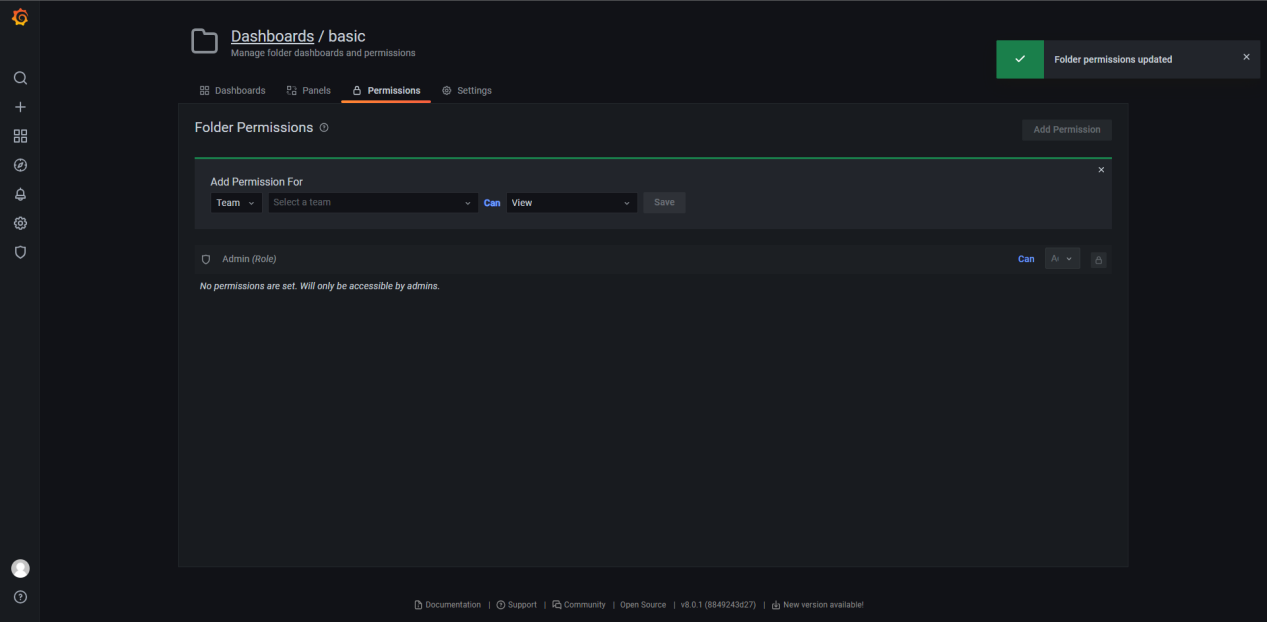 Dashboards / basic
Manage folder dashboards and permissions
Folder permissions updated
Dashboards Panels Permissions Settings
Folder Permissions
Add Permission
Add Permission For
Team Select a team Can View Save
Admin (Role) Can
No permissions are set. Will only be accessible by admins.
Documentation | Support | Community | Open Source | v8.0.1 (8849243d27) | New version available!